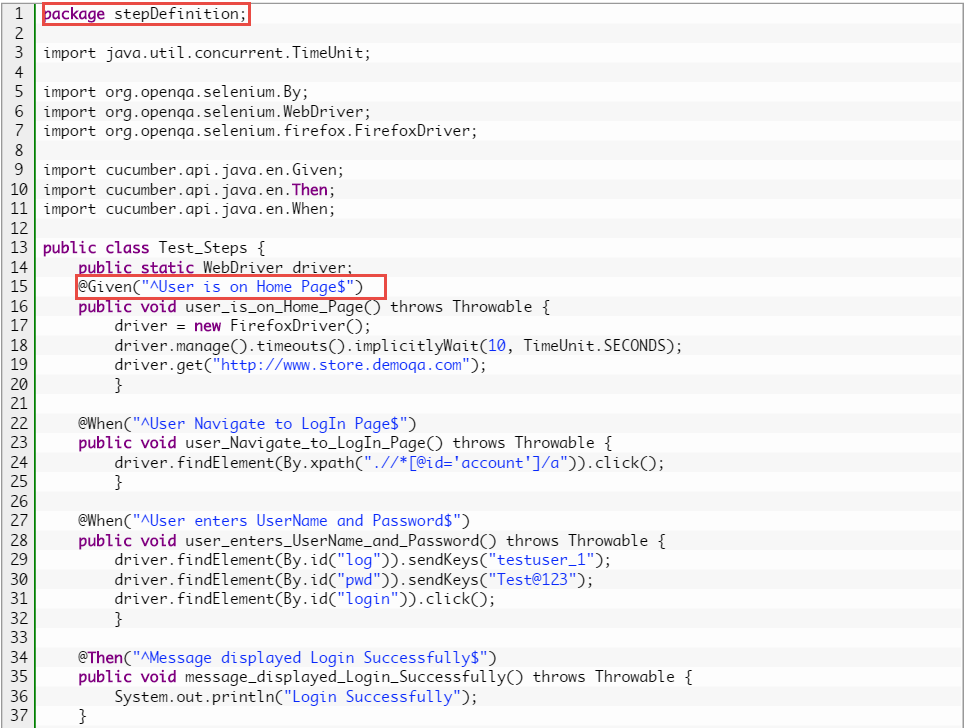 1 package stepDefinition;
2
3 import java.util.concurrent.TimeUnit;
4
5 import org.openqa.selenium.By;
6 import org.openqa.selenium.WebDriver;
7 import org.openqa.selenium.firefox.FirefoxDriver;
8
9 import cucumber.api.java.en.Given;
10 import cucumber.api.java.en.Then;
11 import cucumber.api.java.en.When;
12
13 public class Test_Steps {
14     public static WebDriver driver;
15     @Given("^User is on Home Page$")
16     public void user_is_on_Home_Page() throws Throwable {
17         driver = new FirefoxDriver();
18         driver.manage().timeouts().implicitlyWait(10, TimeUnit.SECONDS);
19         driver.get("http://www.store.demoqa.com");
20         }
21
22     @When("^User Navigate to LogIn Page$")
23     public void user_Navigate_to_LogIn_Page() throws Throwable {
24         driver.findElement(By.xpath(".//*[@id='account']/a")).click();
25         }
26
27     @When("^User enters UserName and Password$")
28     public void user_enters_UserName_and_Password() throws Throwable {
29         driver.findElement(By.id("log")).sendKeys("testuser_1");
30         driver.findElement(By.id("pwd")).sendKeys("Test@123");
31         driver.findElement(By.id("login")).click();
32         }
33
34     @Then("^Message displayed Login Successfully$")
35     public void message_displayed_Login_Successfully() throws Throwable {
36         System.out.println("Login Successfully");
37     }